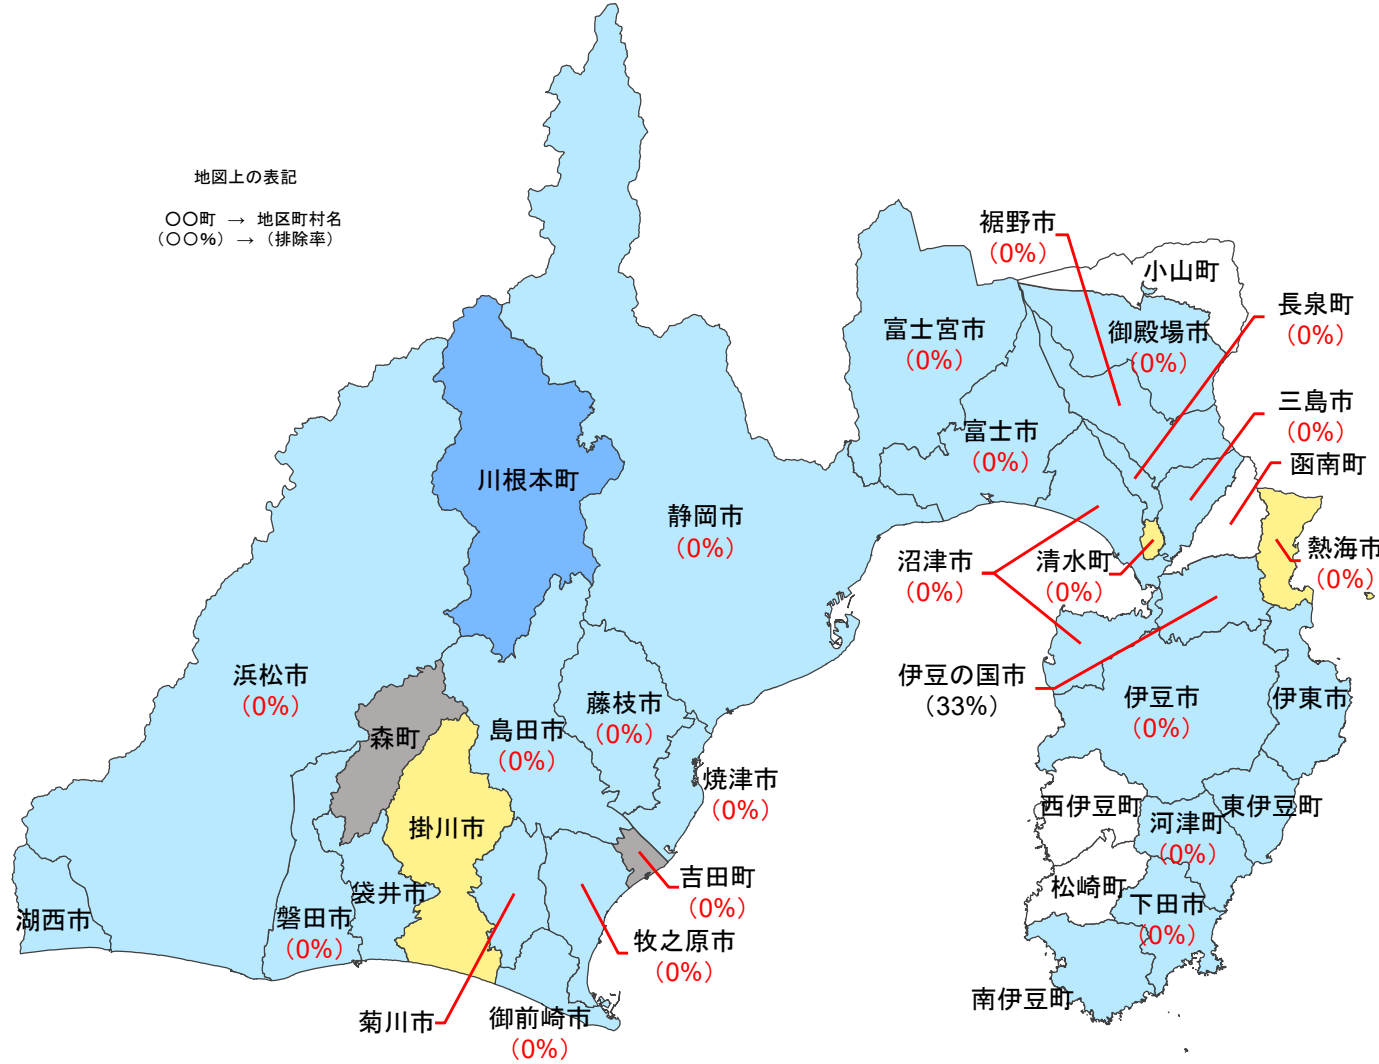 地図上の表記
〇〇町 → 地区町村名
（〇〇%）→（排除率）
裾野市
（0%）
小山町
長泉町
（0%）
富士宮市
（0%）
御殿場市
（0%）
三島市
（0%）
富士市
（0%）
函南町
川根本町
静岡市
（0%）
沼津市
（0%）
清水町
（0%）
熱海市
（0%）
浜松市
（0%）
伊豆の国市
（33%）
伊豆市
（0%）
伊東市
藤枝市
（0%）
島田市
（0%）
森町
焼津市
（0%）
西伊豆町
東伊豆町
河津町
（0%）
掛川市
吉田町
（0%）
松崎町
袋井市
下田市
（0%）
湖西市
磐田市
（0%）
牧之原市
（0%）
南伊豆町
菊川市
御前崎市
（0%）